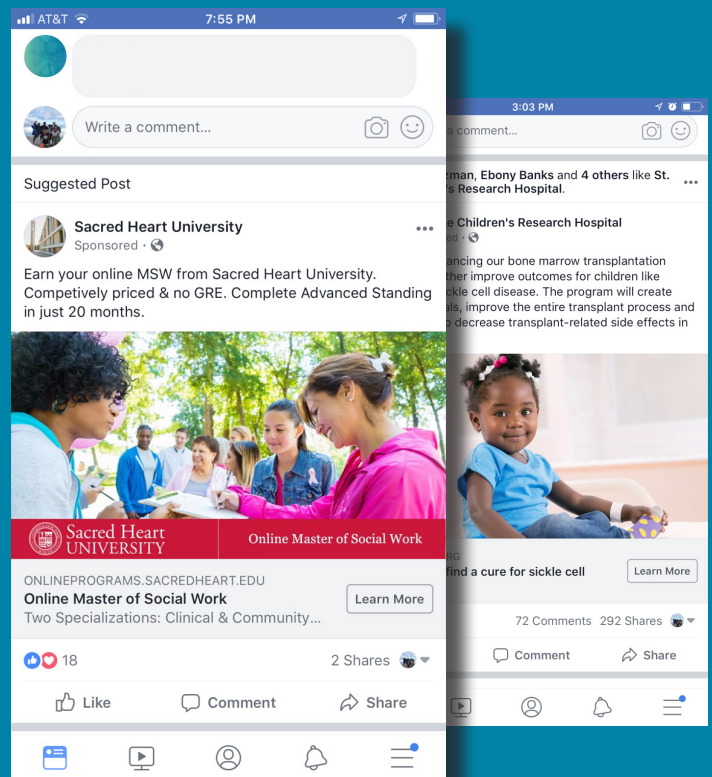 AT&T
7:55 PM
Write a comment...
Suggested Post
Sacred Heart University
Sponsored ·
Earn your online MSW from Sacred Heart University.
Competively priced & no GRE. Complete Advanced Standing
in just 20 months.
Sacred Heart
UNIVERSITY
Online Master of Social Work
ONLINEPROGRAMS.SACREDHEART.EDU
Online Master of Social Work
Two Specializations: Clinical & Community...
Learn More
18
2 Shares
Like
Comment
Share
3:03 PM
a comment...
zman, Ebony Banks and 4 others like St.
's Research Hospital.
e Children's Research Hospital
ed ·
ancing our bone marrow transplantation
ther improve outcomes for children like
ckle cell disease. The program will create
als, improve the entire transplant process and
o decrease transplant-related side effects in
RG
find a cure for sickle cell
Learn More
72 Comments 292 Shares
Comment
Share